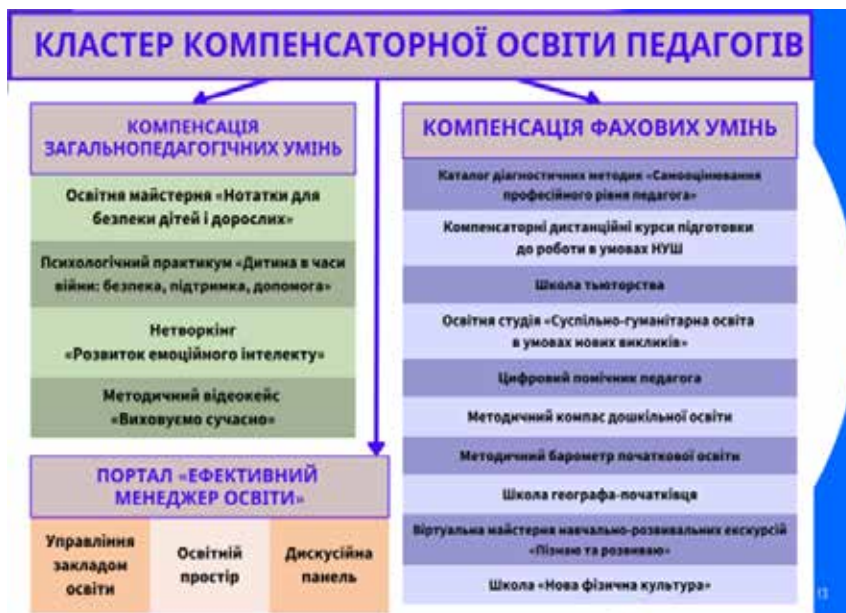 КЛАСТЕР КОМПЕНСАТОРНОЇ ОСВІТИ ПЕДАГОГІВ
КОМПЕНСАЦІЯ
ЗАГАЛЬНОПЕДАГОГІЧНИХ УМІНЬ
Освітня майстерня «Нотатки для
безпеки дітей і дорослих»
Психологічний практикум «Дитина в часи
війни: безпека, підтримка, допомога»
Нетворкінг
«Розвиток емоційного інтелекту»
Методичний відеокейс
«Виховуємо сучасно»
ПОРТАЛ «ЕФЕКТИВНИЙ
МЕНЕДЖЕР ОСВІТИ»
Управління
закладом
освіти
Освітній
простір
Дискусійна
панель
КОМПЕНСАЦІЯ ФАХОВИХ УМІНЬ
Каталог діагностичних методик «Самооцінювання
професійного рівня педагога»
Компенсаторні дистанційні курси підготовки
до роботи в умовах НУШ
Школа тьюторства
Освітня студія «Суспільно-гуманітарна освіта
в умовах нових викликів»
Цифровий помічник педагога
Методичний компас дошкільної освіти
Методичний барометр початкової освіти
Школа географа-початківця
Віртуальна майстерня навчально-розвивальних екскурсій
«Пізнаю та розвиваю»
Школа «Нова фізична культура»
13